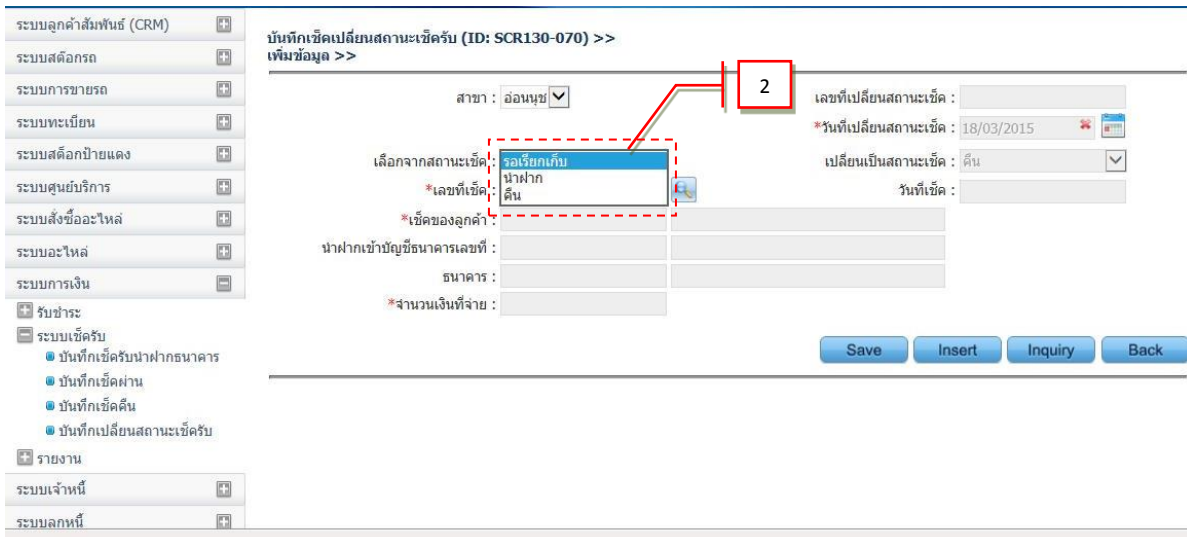 ระบบลูกค้าสัมพันธ์ (CRM)
ระบบสต๊อกรถ
ระบบการขายรถ
ระบบทะเบียน
ระบบสต็อกป้ายแดง
ระบบศูนย์บริการ
ระบบสั่งซื้ออะไหล่
ระบบอะไหล่
ระบบการเงิน
รับชำระ
ระบบเช็ครับ
บันทึกเช็ครับนำฝากธนาคาร
บันทึกเช็คผ่าน
บันทึกเช็คคืน
บันทึกเปลี่ยนสถานะเช็ครับ
รายงาน
ระบบเจ้าหนี้
ระบบลูกหนี้
บันทึกเช็คเปลี่ยนสถานะเช็ครับ (ID: SCR130-070) >>
เพิ่มข้อมูล >>
2
สาขา : อ่อนนุช
เลขที่เปลี่ยนสถานะเช็ค :
*วันที่เปลี่ยนสถานะเช็ค : 18/03/2015
เลือกจากสถานะเช็ค : รอเรียกเก็บ
นำฝาก
คืน
เปลี่ยนเป็นสถานะเช็ค : คืน
*เลขที่เช็ค :
วันที่เช็ค :
*เช็คของลูกค้า :
นำฝากเข้าบัญชีธนาคารเลขที่ :
ธนาคาร :
*จำนวนเงินที่จ่าย :
Save Insert Inquiry Back